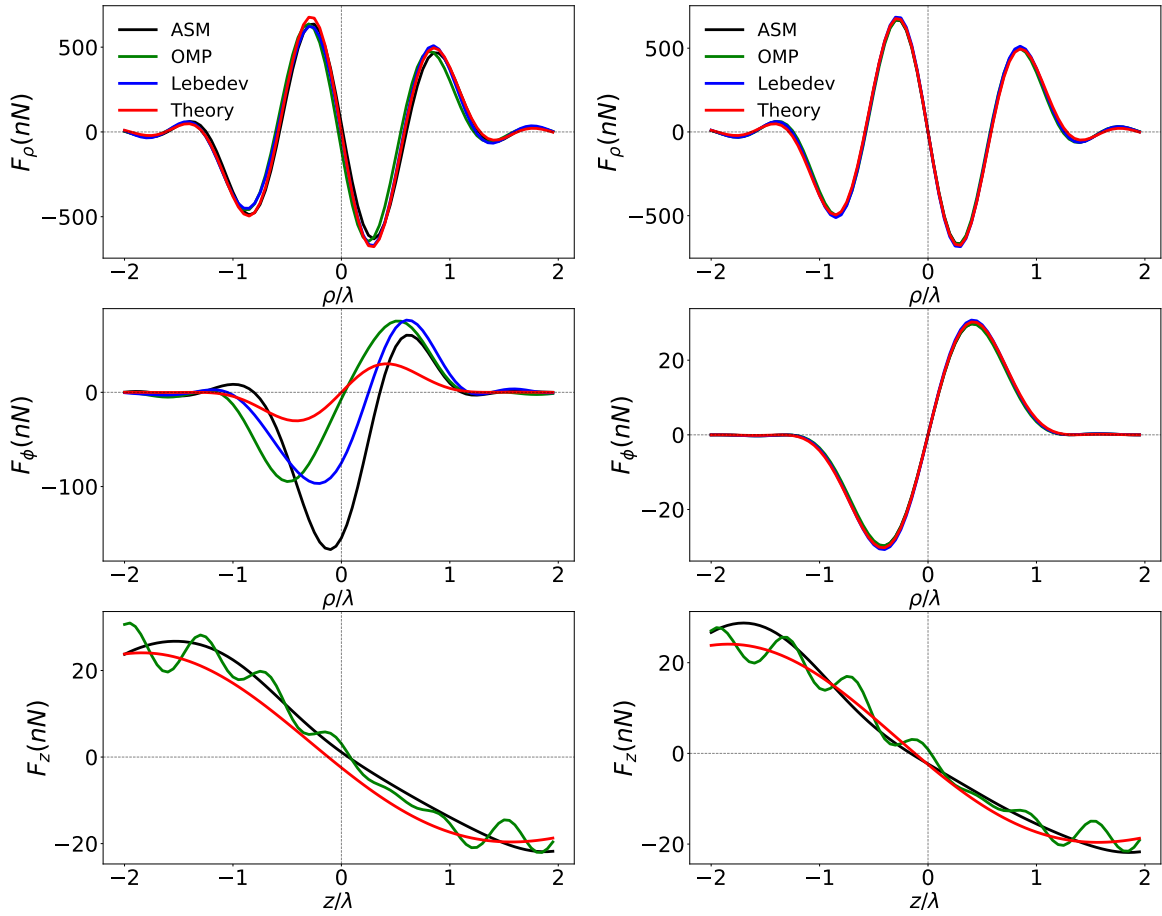 ASM
OMP
Lebedev
Theory
F_ρ(nN)
500
0
−500
−2 −1 0 1 2
ρ/λ
ASM
OMP
Lebedev
Theory
F_ρ(nN)
500
0
−500
−2 −1 0 1 2
ρ/λ
F_ϕ(nN)
0
−100
−2 −1 0 1 2
ρ/λ
F_ϕ(nN)
20
0
−20
−2 −1 0 1 2
ρ/λ
F_z(nN)
20
0
−20
−2 −1 0 1 2
z/λ
F_z(nN)
20
0
−20
−2 −1 0 1 2
z/λ